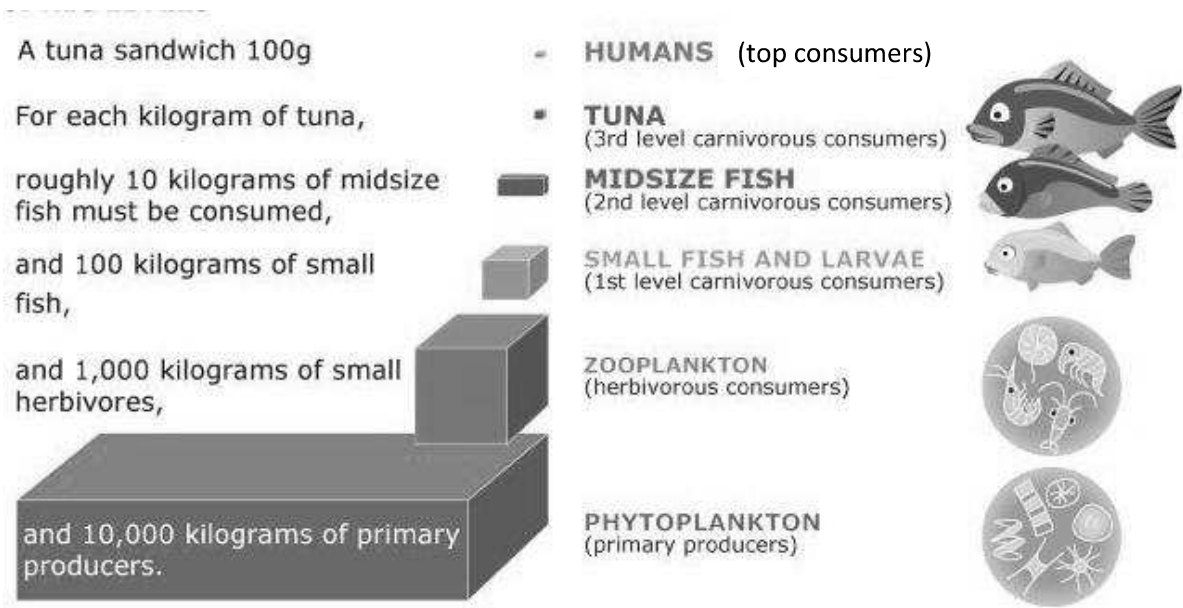 A tuna sandwich 100g
HUMANS (top consumers)
For each kilogram of tuna,
TUNA
(3rd level carnivorous consumers)
roughly 10 kilograms of midsize
fish must be consumed,
MIDSIZE FISH
(2nd level carnivorous consumers)
and 100 kilograms of small
fish,
SMALL FISH AND LARVAE
(1st level carnivorous consumers)
and 1,000 kilograms of small
herbivores,
ZOOPLANKTON
(herbivorous consumers)
and 10,000 kilograms of primary
producers.
PHYTOPLANKTON
(primary producers)